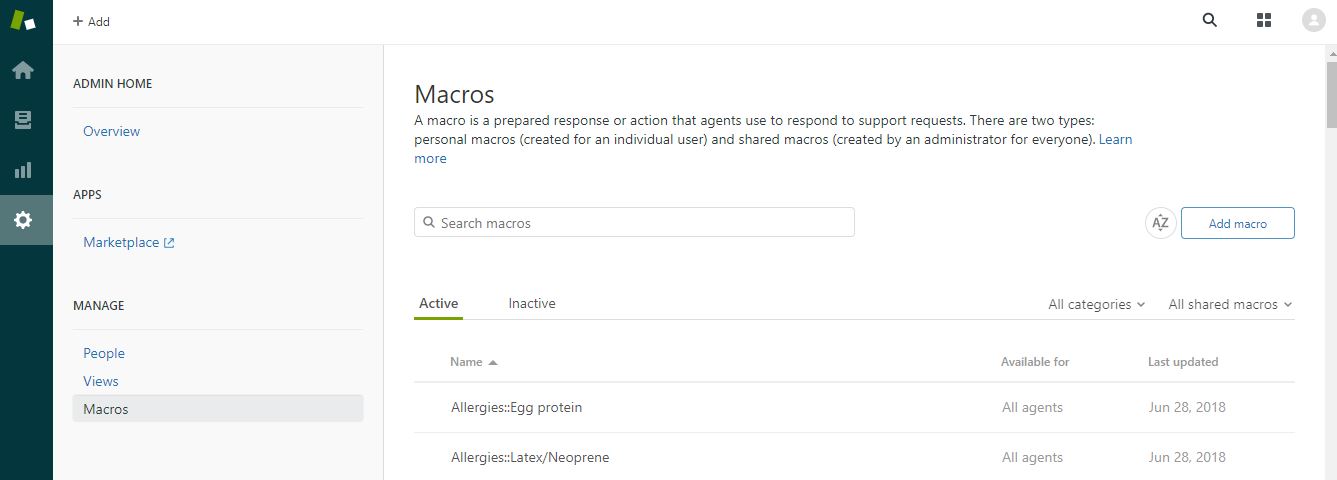 + Add
ADMIN HOME
Overview
APPS
Marketplace
MANAGE
People
Views
Macros
Macros
A macro is a prepared response or action that agents use to respond to support requests. There are two types:
personal macros (created for an individual user) and shared macros (created by an administrator for everyone). Learn
more
Search macros
AZ
Add macro
Active
Inactive
All categories
All shared macros
Name
Available for
Last updated
Allergies::Egg protein
All agents
Jun 28, 2018
Allergies::Latex/Neoprene
All agents
Jun 28, 2018